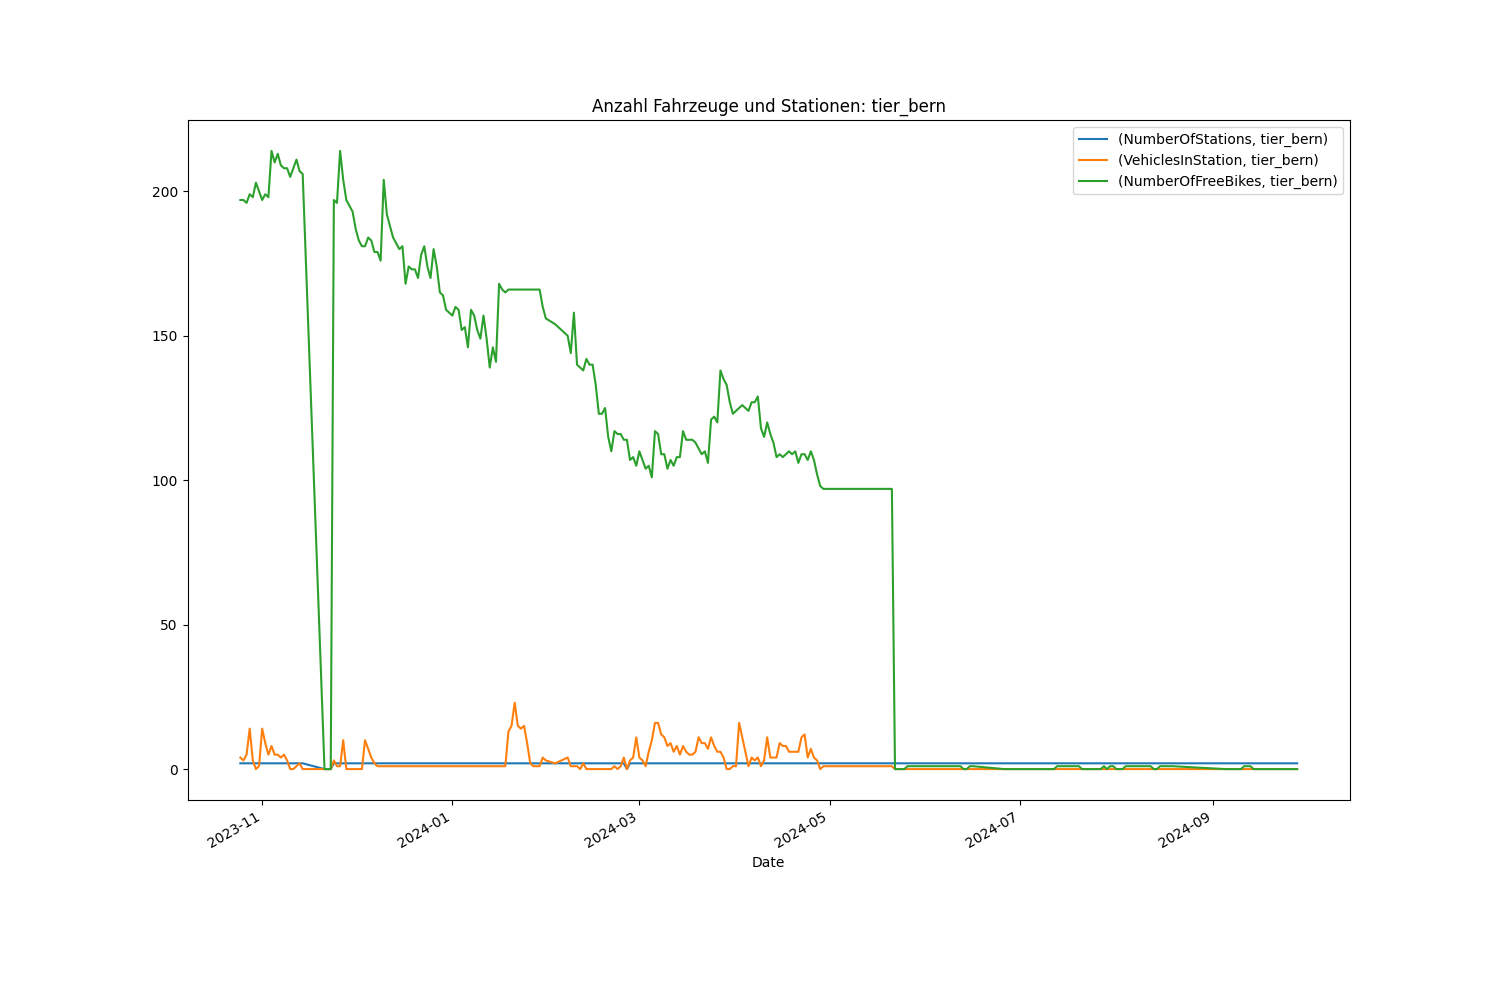 Anzahl Fahrzeuge und Stationen: tier_bern
(NumberOfStations, tier_bern)
(VehiclesInStation, tier_bern)
(NumberOfFreeBikes, tier_bern)
200
150
100
50
0
2023-11
2024-01
2024-03
2024-05
2024-07
2024-09
Date